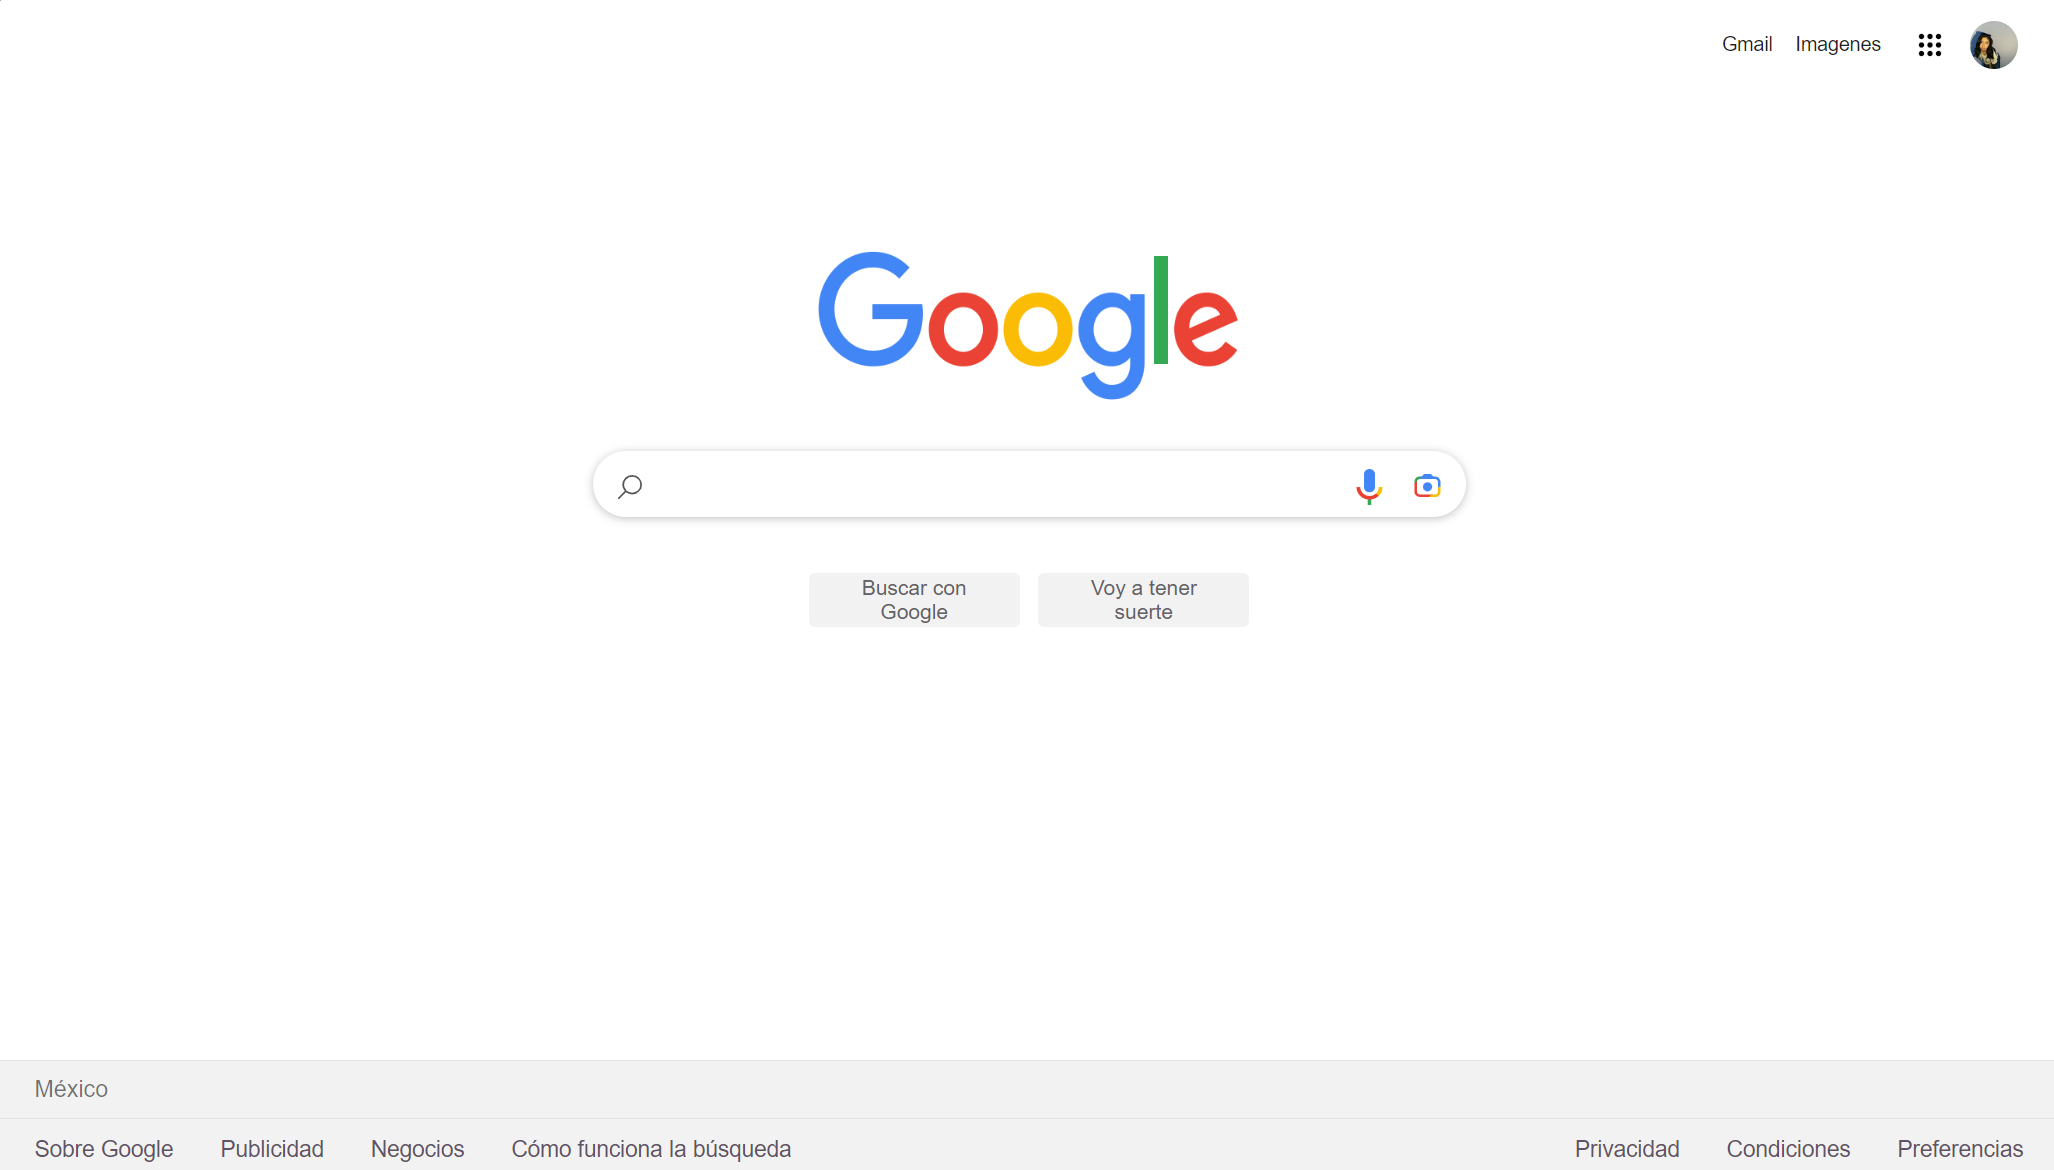 Gmail Imagenes
Google
Buscar con
Google
Voy a tener
suerte
México
Sobre Google Publicidad Negocios Cómo funciona la búsqueda Privacidad Condiciones Preferencias